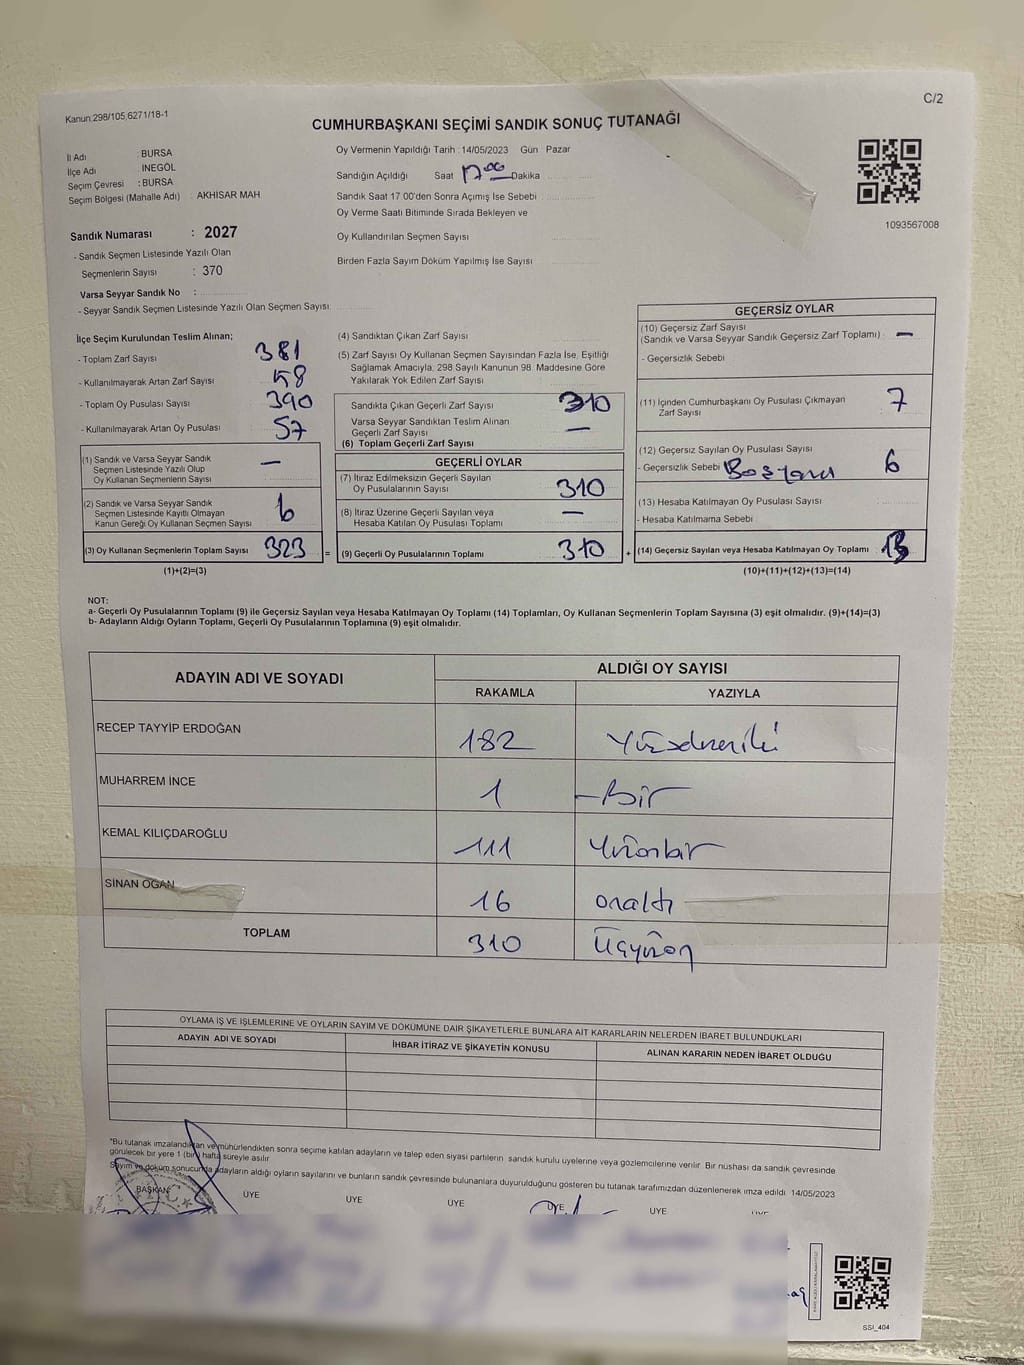 C/2
Kanun,298/105,6271/18-1
CUMHURBAŞKANI SEÇİMİ SANDIK SONUÇ TUTANAĞI
İl Adı : BURSA
İlçe Adı : İNEGÖL
Seçim Çevresi : BURSA
Seçim Bölgesi (Mahalle Adı) : AKHİSAR MAH
Sandık Numarası : 2027
- Sandık Seçmen Listesinde Yazılı Olan
Seçmenlerin Sayısı : 370
Varsa Seyyar Sandık No :
- Seyyar Sandık Seçmen Listesinde Yazılı Olan Seçmen Sayısı:
Oy Vermenin Yapıldığı Tarih : 14/05/2023 Gün : Pazar
Sandığın Açıldığı Saat 17 00 Dakika
Sandık Saat 17.00'den Sonra Açımış İse Sebebi
Oy Verme Saati Bitiminde Sırada Bekleyen ve
Oy Kullandırılan Seçmen Sayısı
Birden Fazla Sayım Döküm Yapılmış İse Sayısı
1093567008
İlçe Seçim Kurulundan Teslim Alınan;
- Toplam Zarf Sayısı 381
- Kullanılmayarak Artan Zarf Sayısı 58
- Toplam Oy Pusulası Sayısı 390
- Kullanılmayarak Artan Oy Pusulası 57
(1) Sandık ve Varsa Seyyar Sandık
Seçmen Listesinde Yazılı Olup
Oy Kullanan Seçmenlerin Sayısı —
(2) Sandık ve Varsa Seyyar Sandık
Seçmen Listesinde Kayıtlı Olmayan
Kanun Gereği Oy Kullanan Seçmen Sayısı 6
(3) Oy Kullanan Seçmenlerin Toplam Sayısı 323 =
(1)+(2)=(3)
(4) Sandıktan Çıkan Zarf Sayısı
(5) Zarf Sayısı Oy Kullanan Seçmen Sayısından Fazla İse, Eşitliği
Sağlamak Amacıyla, 298 Sayılı Kanunun 98. Maddesine Göre
Yakılarak Yok Edilen Zarf Sayısı
Sandıkta Çıkan Geçerli Zarf Sayısı 310
Varsa Seyyar Sandıktan Teslim Alınan
Geçerli Zarf Sayısı —
(6) Toplam Geçerli Zarf Sayısı
GEÇERLİ OYLAR
(7) İtiraz Edilmeksizin Geçerli Sayılan
Oy Pusulalarının Sayısı 310
(8) İtiraz Üzerine Geçerli Sayılan veya
Hesaba Katılan Oy Pusulası Toplamı —
(9) Geçerli Oy Pusulalarının Toplamı 310 +
GEÇERSİZ OYLAR
(10) Geçersiz Zarf Sayısı
(Sandık ve Varsa Seyyar Sandık Geçersiz Zarf Toplamı) : —
- Geçersizlik Sebebi
(11) İçinden Cumhurbaşkanı Oy Pusulası Çıkmayan
Zarf Sayısı 7
(12) Geçersiz Sayılan Oy Pusulası Sayısı
- Geçersizlik Sebebi 6
(13) Hesaba Katılmayan Oy Pusulası Sayısı
- Hesaba Katılmama Sebebi
(14) Geçersiz Sayılan veya Hesaba Katılmayan Oy Toplamı 13
(10)+(11)+(12)+(13)=(14)
NOT:
a- Geçerli Oy Pusulalarının Toplamı (9) ile Geçersiz Sayılan veya Hesaba Katılmayan Oy Toplamı (14) Toplamları, Oy Kullanan Seçmenlerin Toplam Sayısına (3) eşit olmalıdır. (9)+(14)=(3)
b- Adayların Aldığı Oyların Toplamı, Geçerli Oy Pusulalarının Toplamına (9) eşit olmalıdır.
ADAYIN ADI VE SOYADI ALDIĞI OY SAYISI
RAKAMLA YAZIYLA
RECEP TAYYİP ERDOĞAN 182 Yüzsekseniki
MUHARREM İNCE 1 -Bir
KEMAL KILIÇDAROĞLU 111 Yüzonbir
SİNAN OĞAN 16 onaltı
TOPLAM 310 Üçyüzon
OYLAMA İŞ VE İŞLEMLERİNE VE OYLARIN SAYIM VE DÖKÜMÜNE DAİR ŞİKAYETLERLE BUNLARA AİT KARARLARIN NELERDEN İBARET BULUNDUKLARI
ADAYIN ADI VE SOYADI İHBAR İTİRAZ VE ŞİKAYETİN KONUSU ALINAN KARARIN NEDEN İBARET OLDUĞU
*Bu tutanak imzalandıktan ve mühürlendikten sonra seçime katılan adayların ve talep eden siyasi partilerin sandık kurulu üyelerine veya gözlemcilerine verilir. Bir nüshası da sandık çevresinde
görülecek bir yere 1 (bir) hafta süreyle asılır.
Sayım ve döküm sonucunda adayların aldığı oyların sayılarını ve bunların sandık çevresinde bulunanlara duyurulduğunu gösteren bu tutanak tarafımızdan düzenlenerek imza edildi. 14/05/2023
BAŞKAN ÜYE ÜYE ÜYE ÜYE ÜYE ÜYE
SSI_404